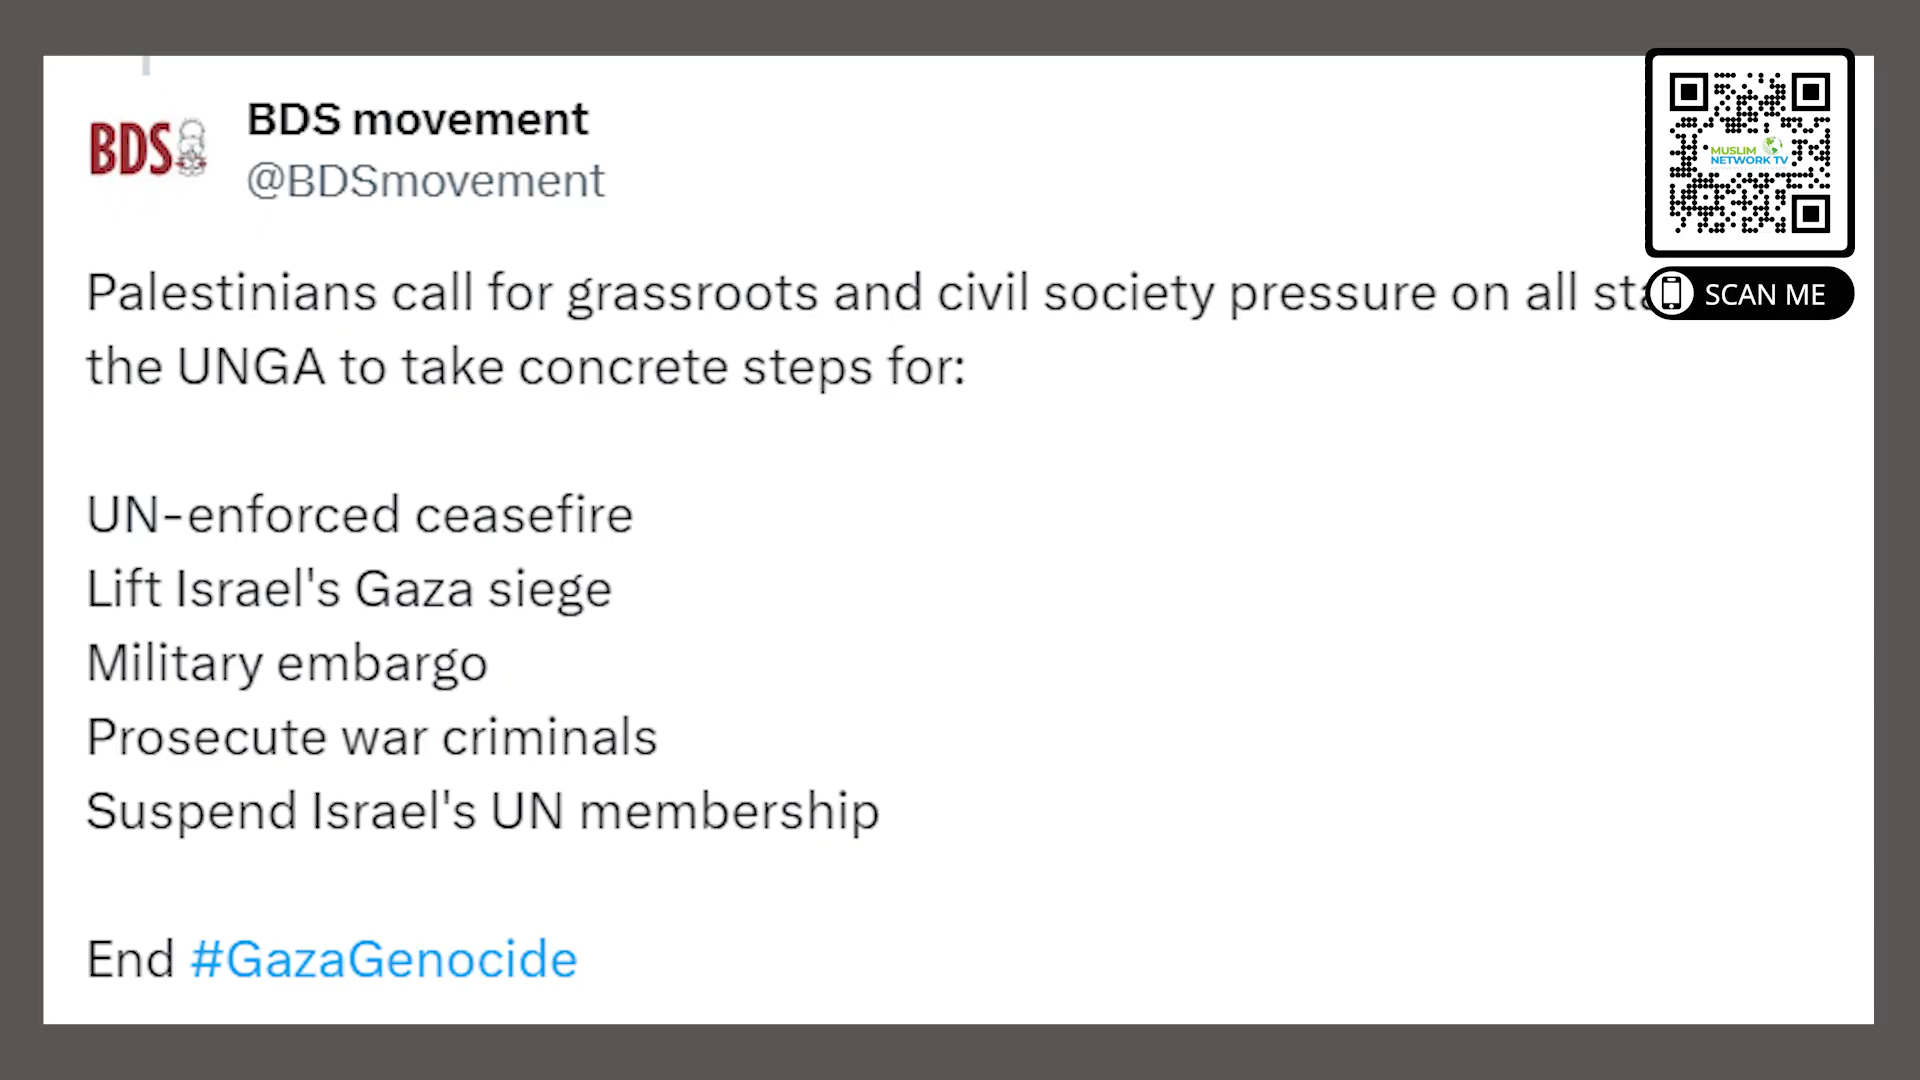 BDS
BDS movement
@BDSmovement
MUSLIM
NETWORK TV
SCAN ME
Palestinians call for grassroots and civil society pressure on all
the UNGA to take concrete steps for:
UN-enforced ceasefire
Lift Israel's Gaza siege
Military embargo
Prosecute war criminals
Suspend Israel's UN membership
End #GazaGenocide